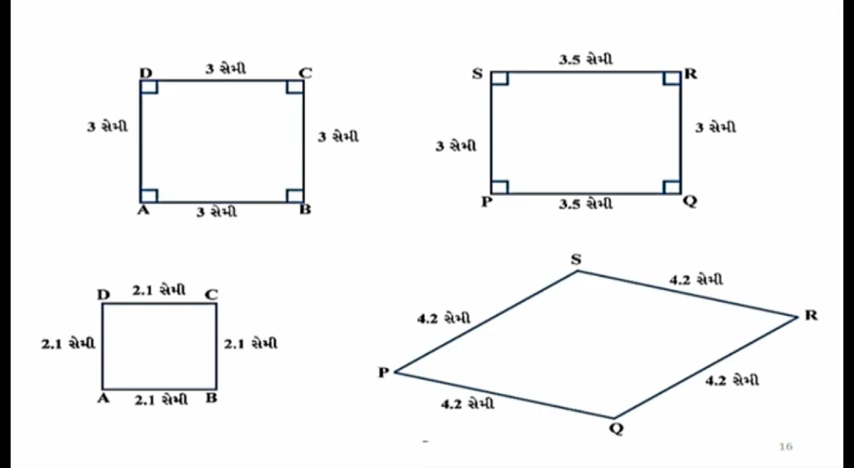 D 3 સેમી C
3 સેમી
3 સેમી
A 3 સેમી B
S 3.5 સેમી R
3 સેમી
3 સેમી
P 3.5 સેમી Q
D 2.1 સેમી C
2.1 સેમી
2.1 સેમી
A 2.1 સેમી B
S
4.2 સેમી
4.2 સેમી
R
P
4.2 સેમી
4.2 સેમી
Q
16